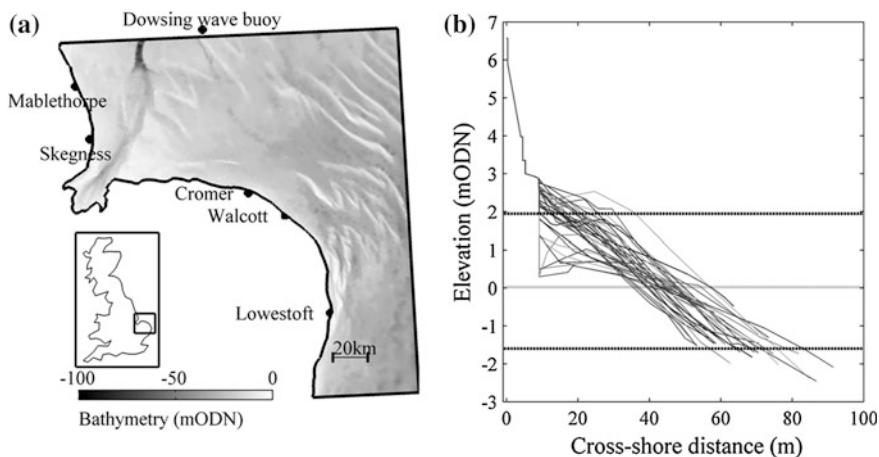 (a)
Dowsing wave buoy
Mablethorpe
Skegness
Cromer
Walcott
Lowestoft
20km
-100
-50
0
Bathymetry (mODN)
(b)
7
6
5
4
3
2
1
0
-1
-2
-3
Elevation (mODN)
0
20
40
60
80
100
Cross-shore distance (m)